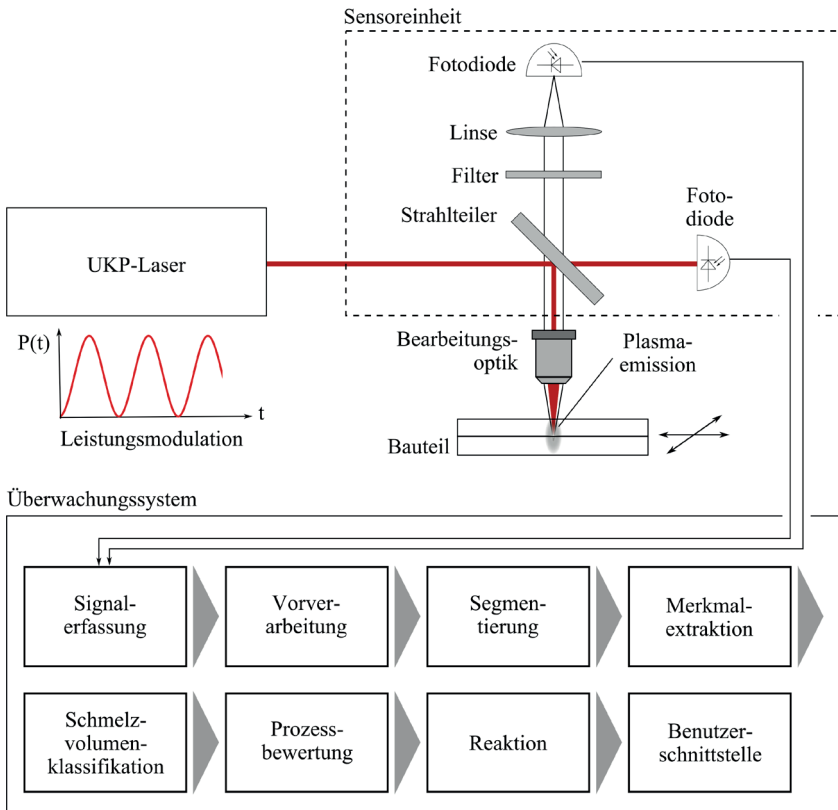 Sensoreinheit
Fotodiode
Linse
Filter
Strahlteiler
Foto-
diode
UKP-Laser
P(t)
t
Leistungsmodulation
Bearbeitungs-
optik
Plasma-
emission
Bauteil
Überwachungssystem
Signal-
erfassung
Vorver-
arbeitung
Segmen-
tierung
Merkmal-
extraktion
Schmelz-
volumen-
klassifikation
Prozess-
bewertung
Reaktion
Benutzer-
schnittstelle